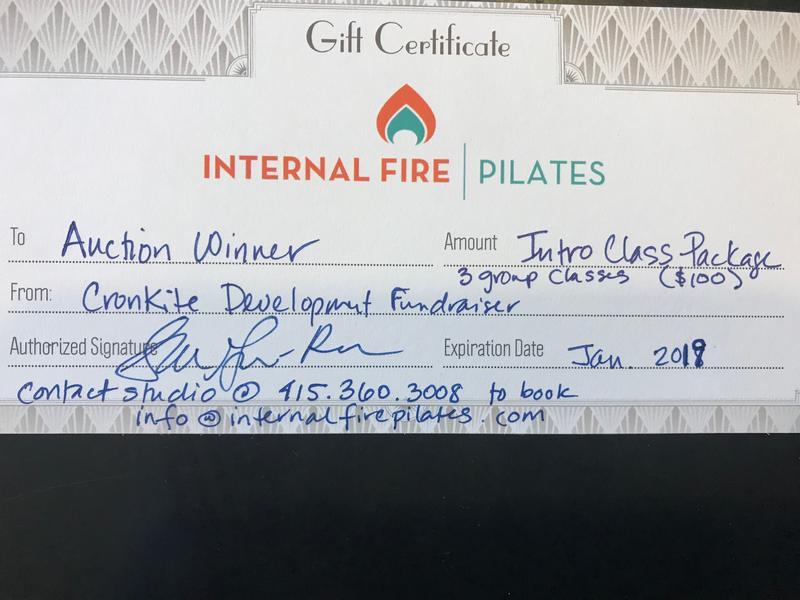 Gift Certificate
INTERNAL FIRE | PILATES
To Auction Winner Amount Intro Class Package
3 group classes ($100)
From: Cronkite Development Fundraiser
Authorized Signature Expiration Date Jan. 2019
contact studio @ 415.360.3008 to book
info@internalfirepilates.com